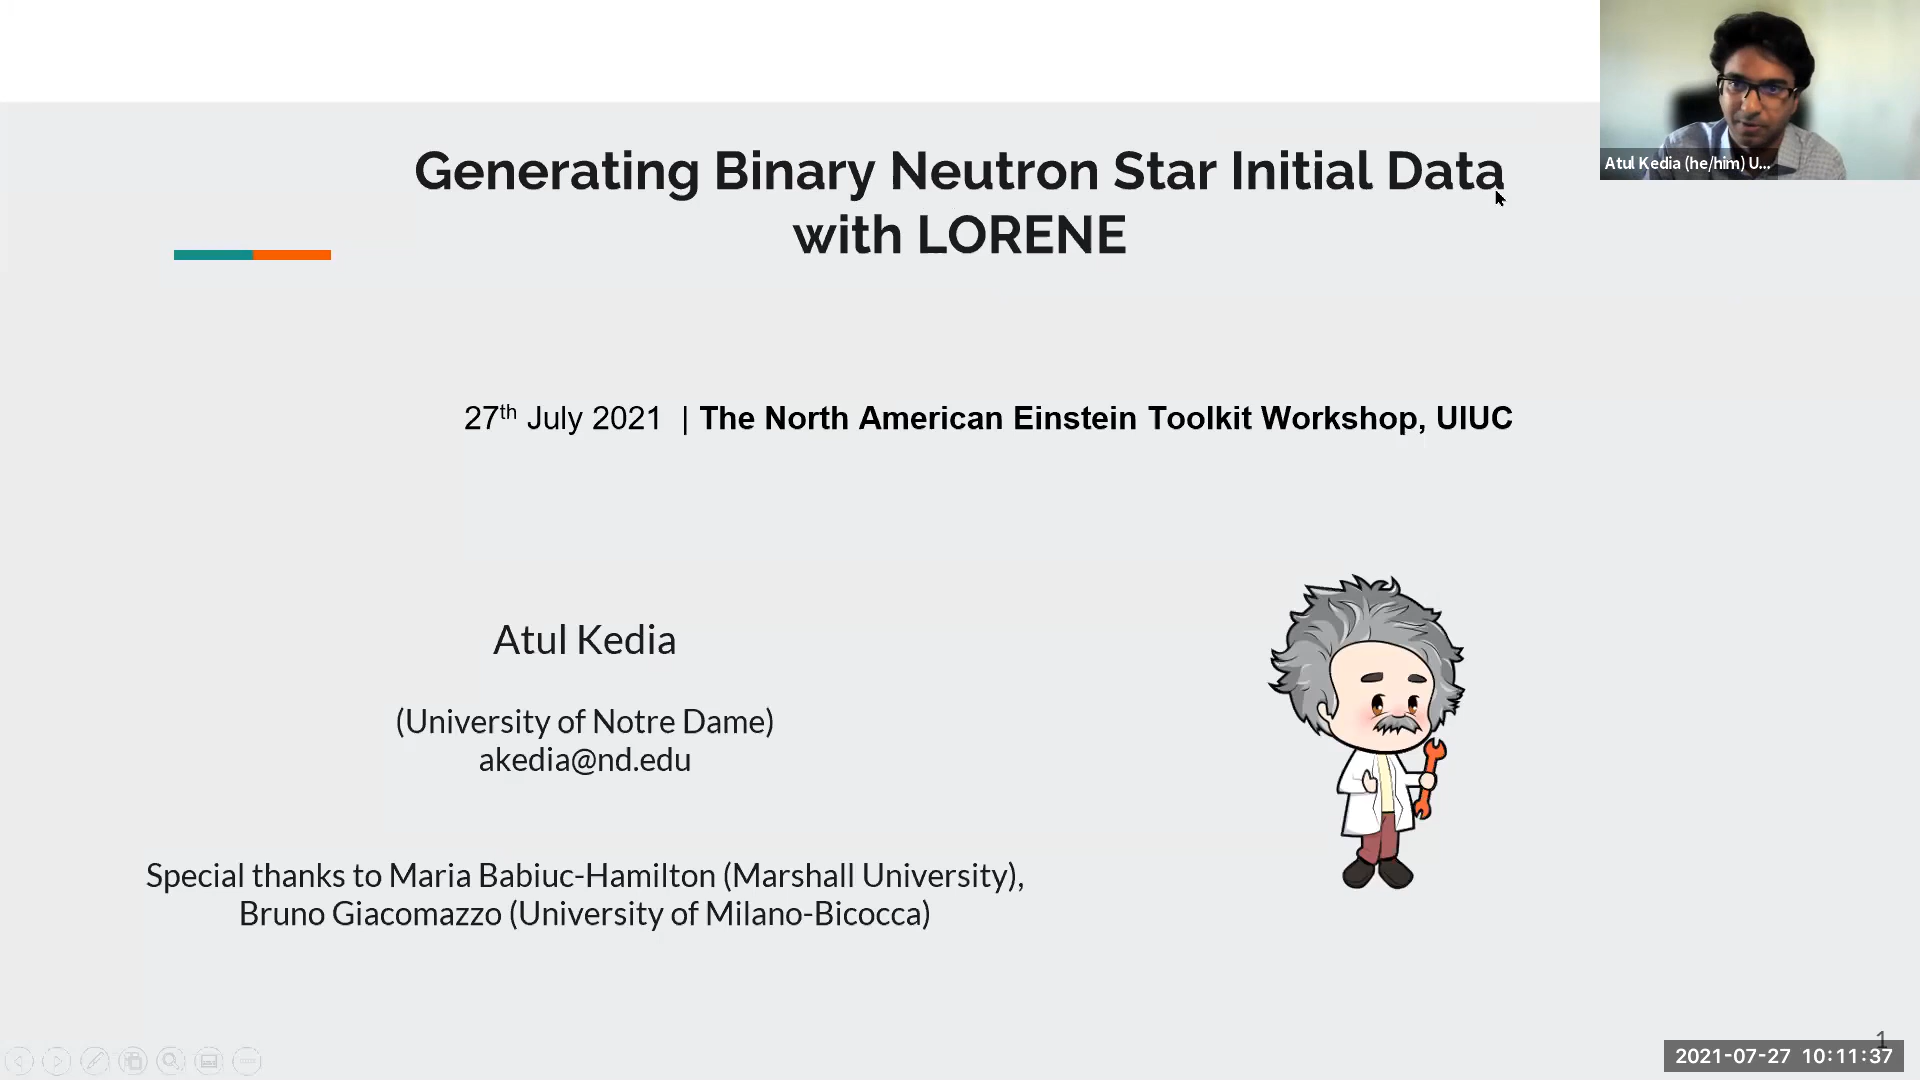 Generating Binary Neutron Star Initial Data
with LORENE
Atul Kedia (he/him) U...
27th July 2021 | The North American Einstein Toolkit Workshop, UIUC
Atul Kedia
(University of Notre Dame)
akedia@nd.edu
Special thanks to Maria Babiuc-Hamilton (Marshall University),
Bruno Giacomazzo (University of Milano-Bicocca)
1
2021-07-27 10:11:37